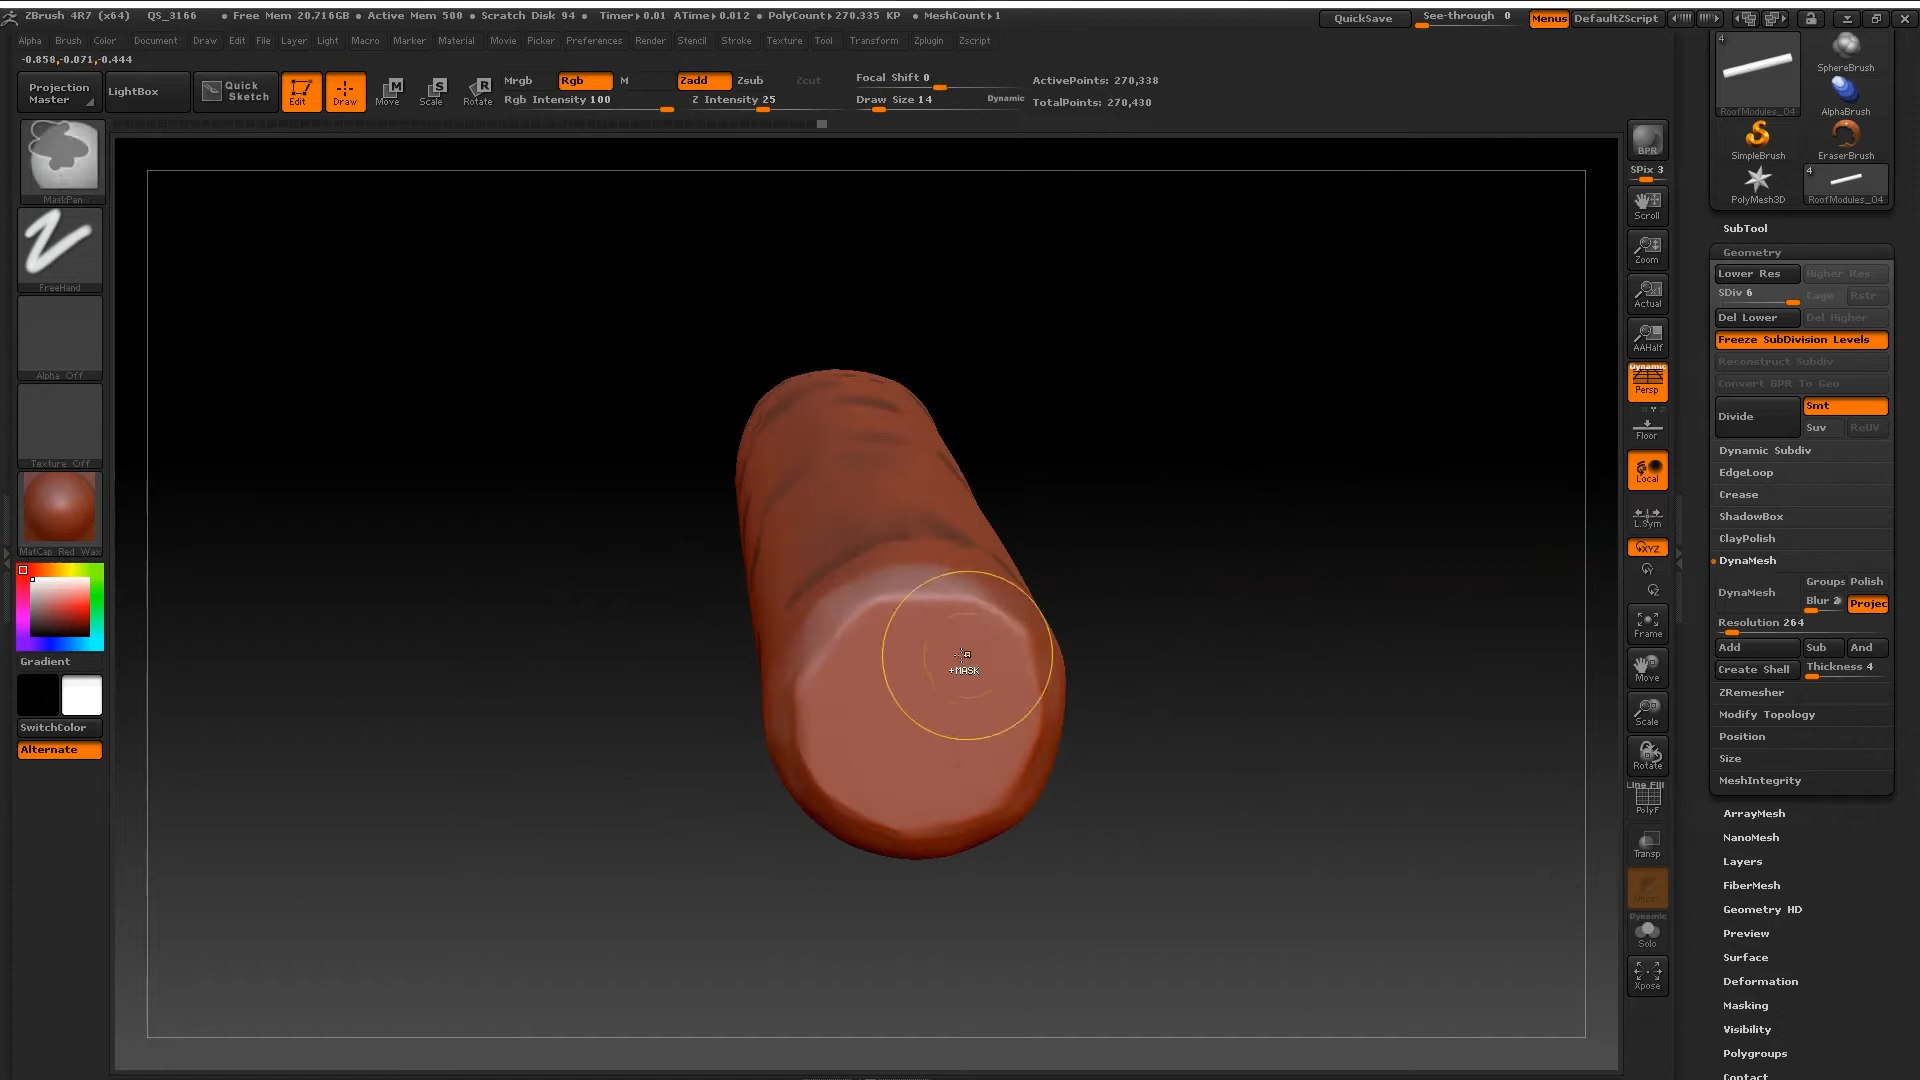 ZBrush 4R7 (x64) QS_3166 • Free Mem 20.716GB • Active Mem 500 • Scratch Disk 94 • Timer▸0.01 ATime▸0.012 • PolyCount▸270.335 KP • MeshCount▸1
QuickSave See-through 0 Menus DefaultZScript
Alpha Brush Color Document Draw Edit File Layer Light Macro Marker Material Movie Picker Preferences Render Stencil Stroke Texture Tool Transform Zplugin Zscript
-0.858,-0.071,-0.444
Projection Master
LightBox
Quick Sketch
Edit
Draw
Move
Scale
Rotate
Mrgb Rgb M
Rgb Intensity 100
Zadd Zsub Zcut
Z Intensity 25
Focal Shift 0
Draw Size 14 Dynamic
ActivePoints: 270,338
TotalPoints: 270,430
MaskPen
FreeHand
Alpha Off
Texture Off
MatCap Red Wax
Gradient
SwitchColor
Alternate
+MASK
BPR
SPix 3
Scroll
Zoom
Actual
AAHalf
Dynamic
Persp
Floor
Local
L.Sym
XYZ
Y
Z
Frame
Move
Scale
Rotate
Line Fill
PolyF
Transp
Dynamic
Solo
Xpose
4
RoofModules_04
SphereBrush
AlphaBrush
SimpleBrush
EraserBrush
PolyMesh3D
4
RoofModules_04
SubTool
Geometry
Lower Res Higher Res
SDiv 6 Cage Rstr
Del Lower Del Higher
Freeze SubDivision Levels
Reconstruct Subdiv
Convert BPR To Geo
Divide
Smt
Suv ReUV
Dynamic Subdiv
EdgeLoop
Crease
ShadowBox
ClayPolish
DynaMesh
DynaMesh
Groups Polish
Blur 2 Projec
Resolution 264
Add Sub And
Create Shell Thickness 4
ZRemesher
Modify Topology
Position
Size
MeshIntegrity
ArrayMesh
NanoMesh
Layers
FiberMesh
Geometry HD
Preview
Surface
Deformation
Masking
Visibility
Polygroups
Contact